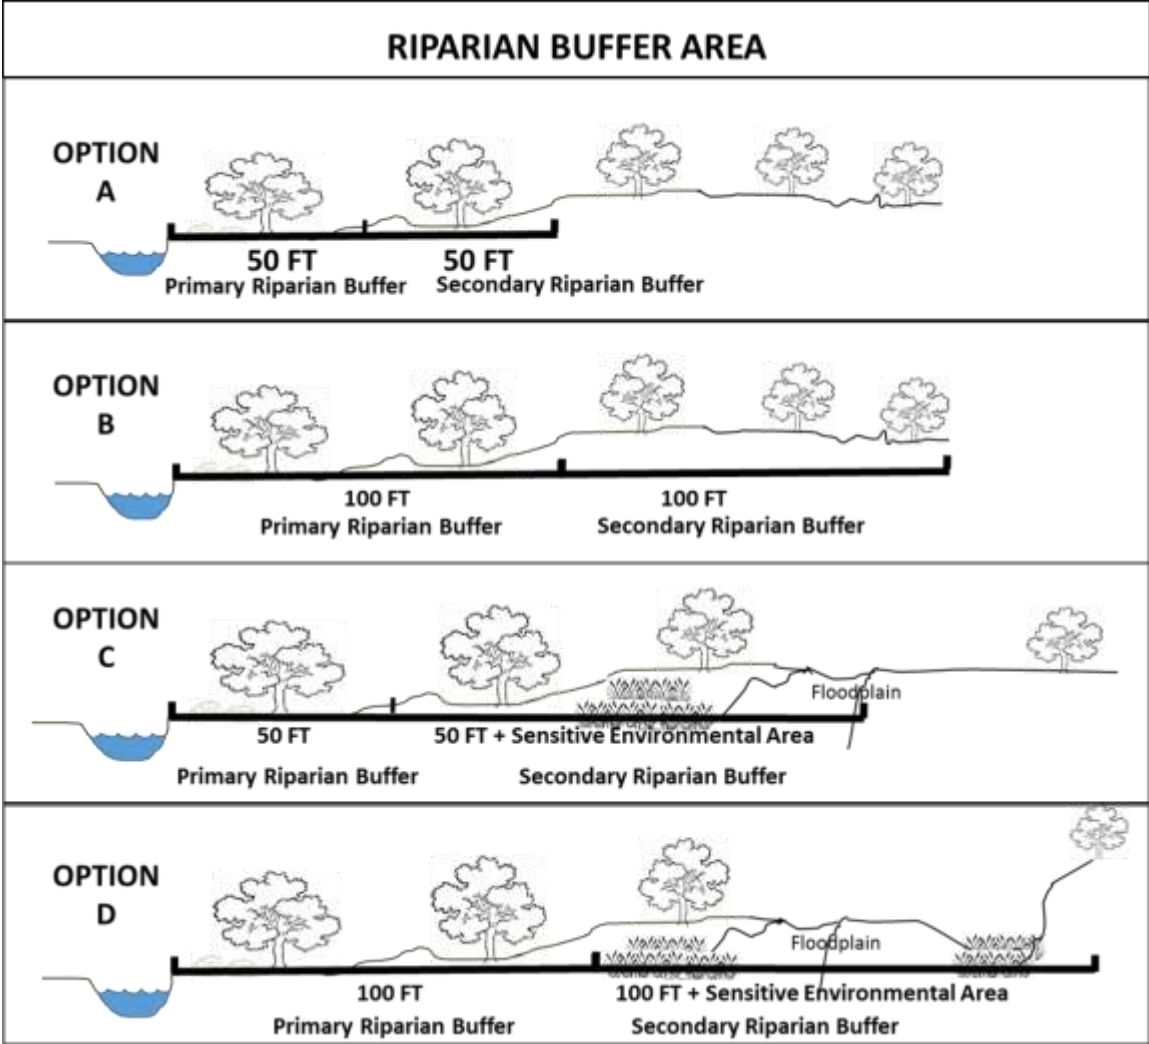 RIPARIAN BUFFER AREA
OPTION
A
50 FT
50 FT
Primary Riparian Buffer
Secondary Riparian Buffer
OPTION
B
100 FT
100 FT
Primary Riparian Buffer
Secondary Riparian Buffer
OPTION
C
Floodplain
50 FT
50 FT + Sensitive Environmental Area
Primary Riparian Buffer
Secondary Riparian Buffer
OPTION
D
Floodplain
100 FT
100 FT + Sensitive Environmental Area
Primary Riparian Buffer
Secondary Riparian Buffer